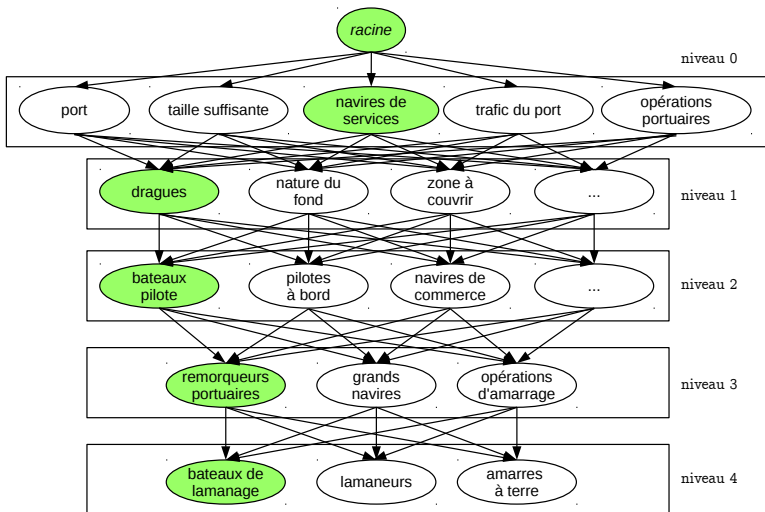 racine
niveau 0
port
taille suffisante
navires de
services
trafic du port
opérations
portuaires
dragues
nature du
fond
zone à
couvrir
...
niveau 1
bateaux
pilote
pilotes
à bord
navires de
commerce
...
niveau 2
remorqueurs
portuaires
grands
navires
opérations
d'amarrage
niveau 3
bateaux de
lamanage
lamaneurs
amarres
à terre
niveau 4